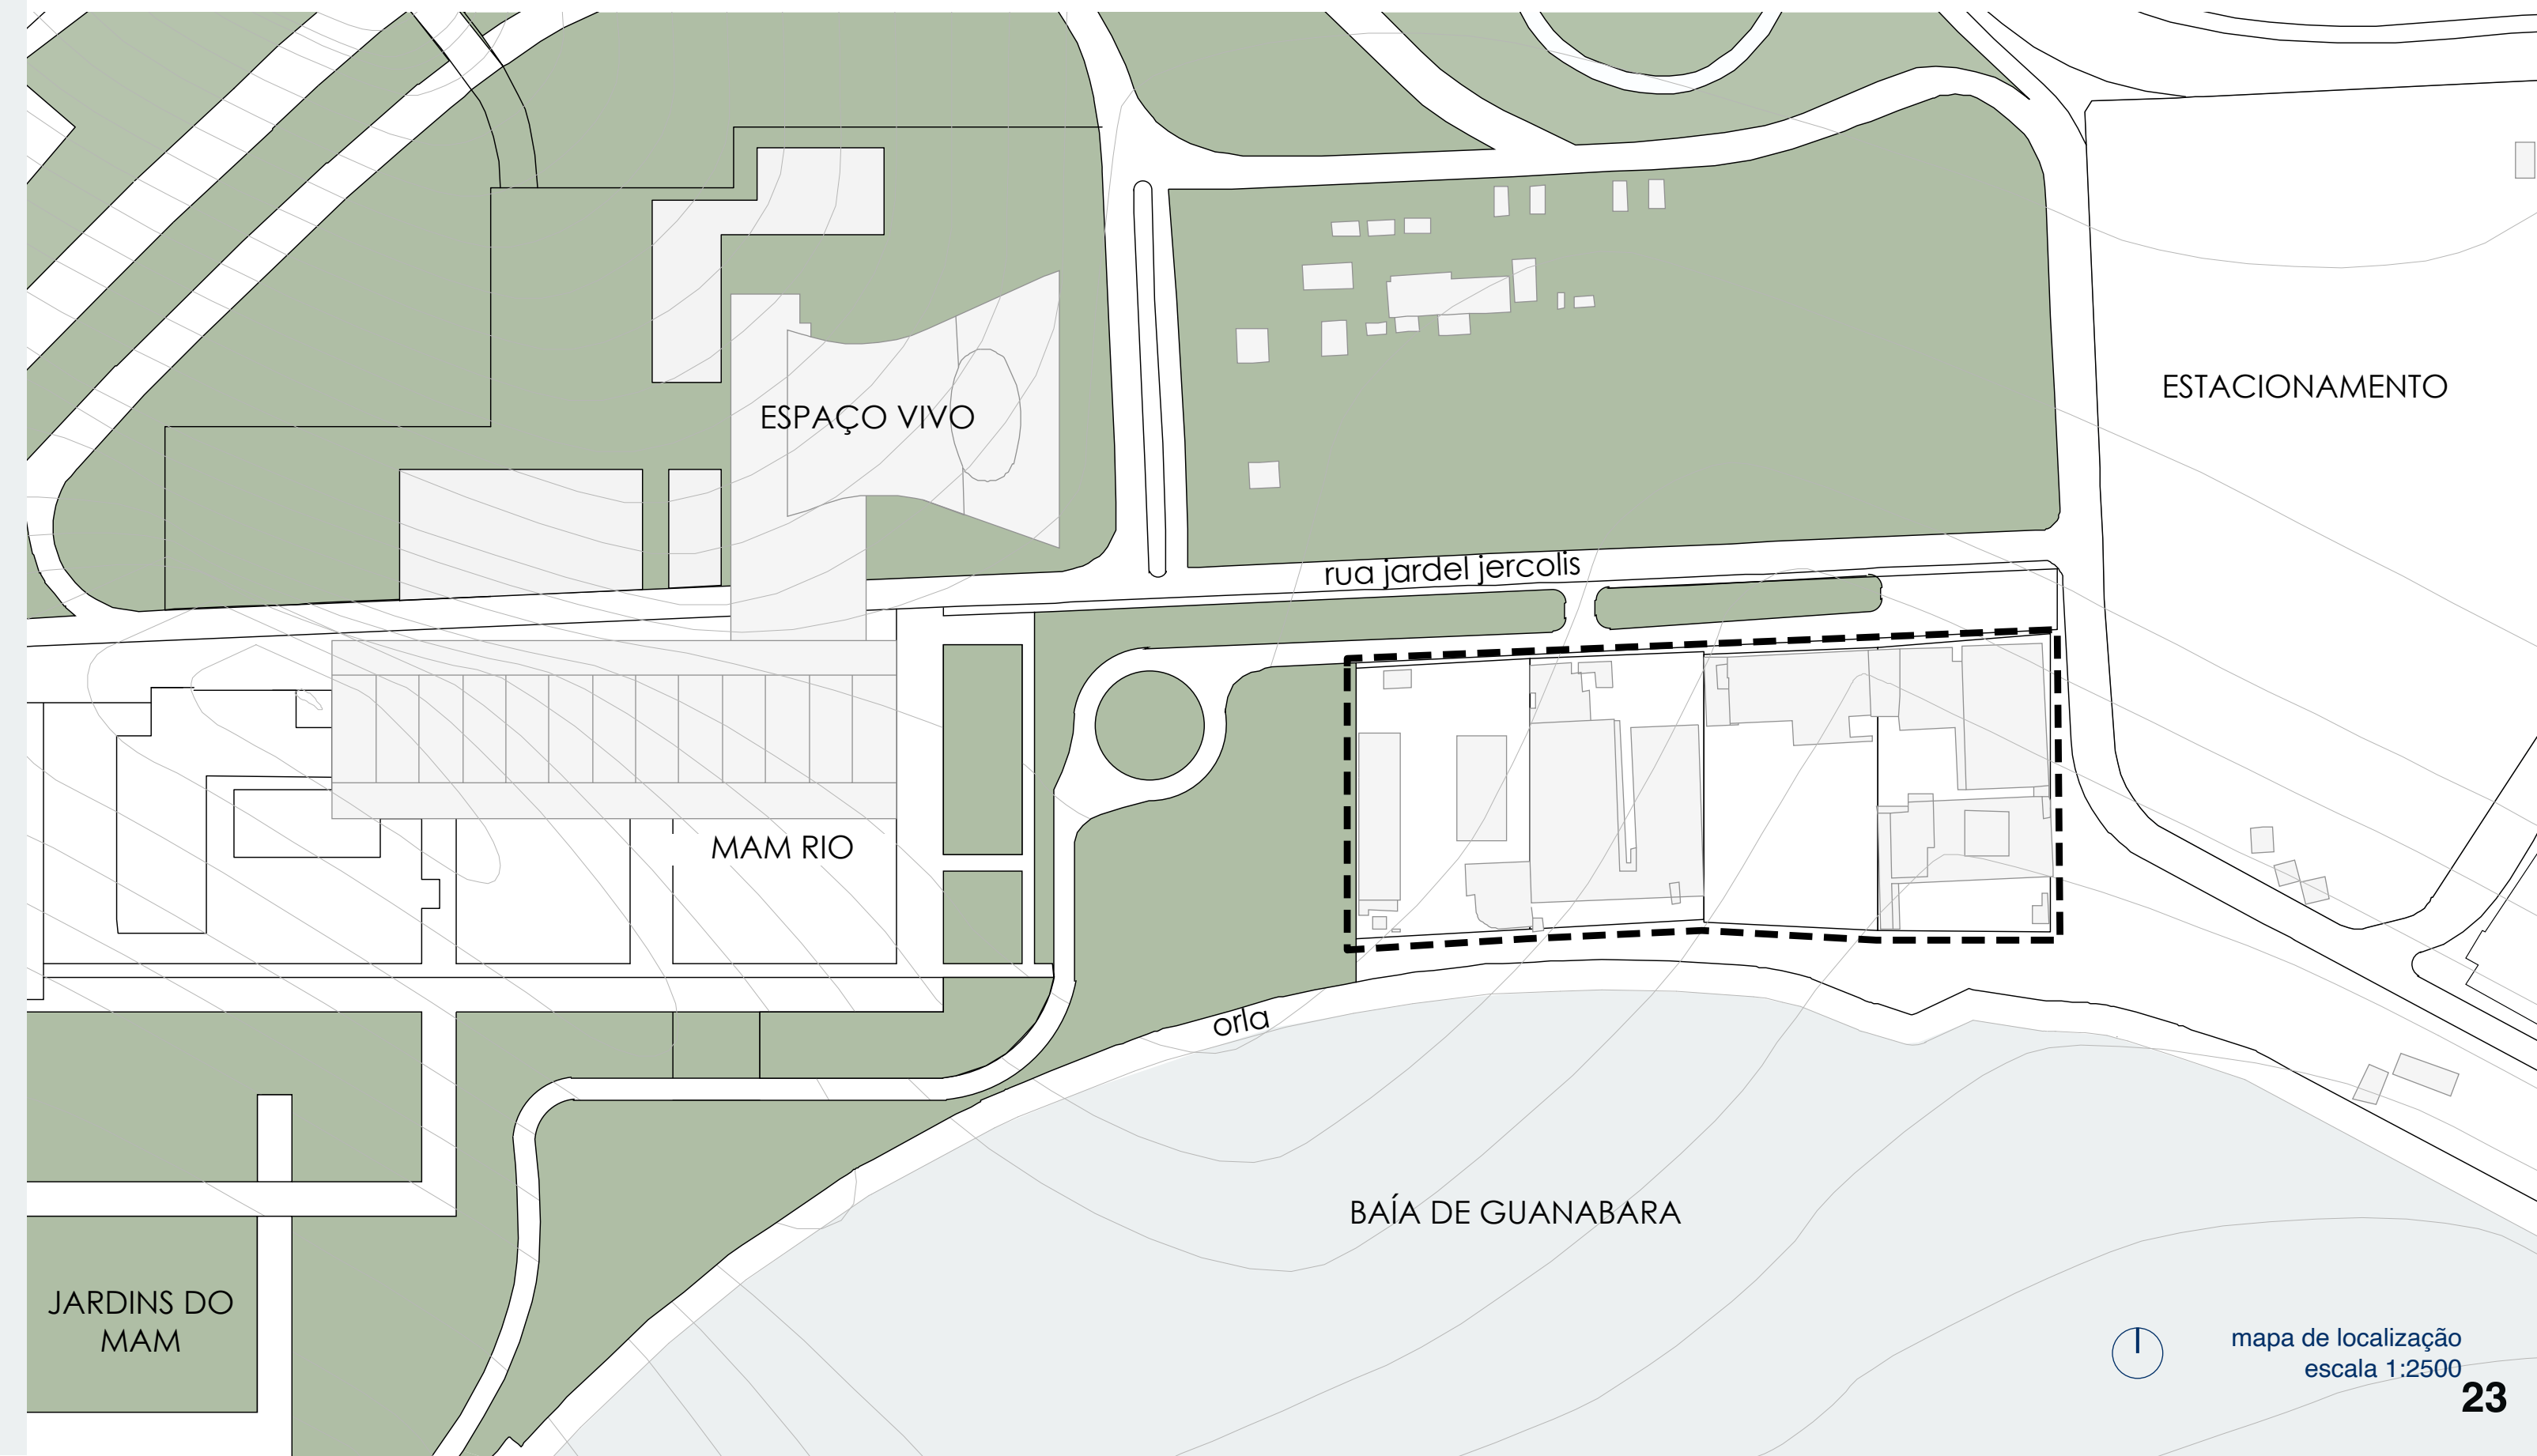 ESTACIONAMENTO
ESPAÇO VIVO
rua jardel jercolis
MAM RIO
orla
BAÍA DE GUANABARA
JARDINS DO
MAM
mapa de localização
escala 1:2500
23